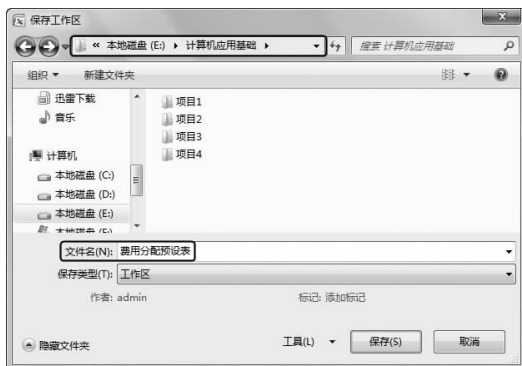 保存工作区
« 本地磁盘 (E:) ▸ 计算机应用基础 ▸
搜索 计算机应用基础
组织 ▼ 新建文件夹
迅雷下载
音乐
计算机
本地磁盘 (C:)
本地磁盘 (D:)
本地磁盘 (E:)
项目1
项目2
项目3
项目4
文件名(N): 费用分配预设表
保存类型(T): 工作区
作者: admin 标记: 添加标记
隐藏文件夹 工具(L) ▼ 保存(S) 取消